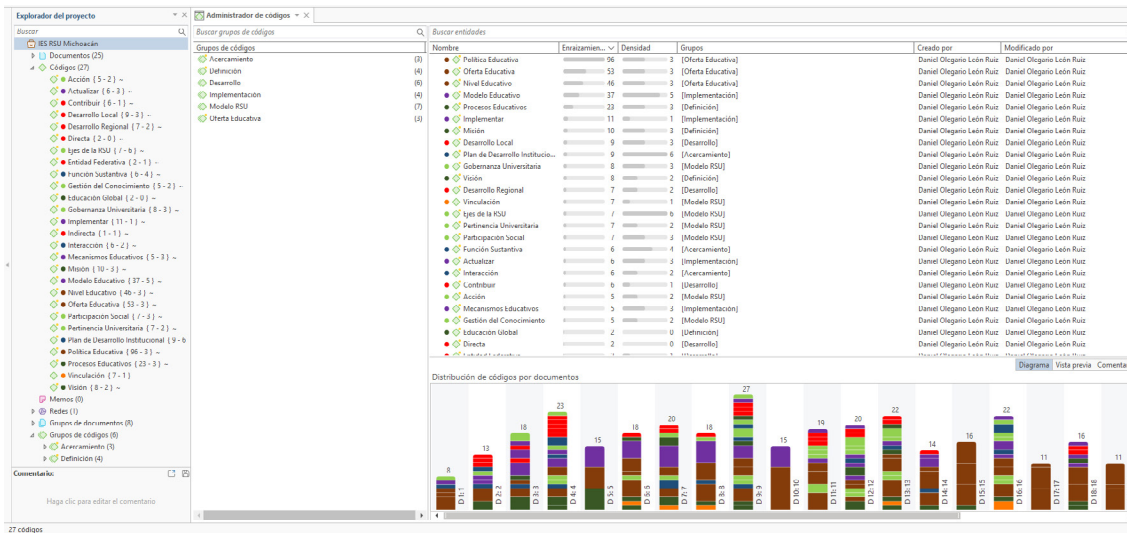 Explorador del proyecto
Buscar
IES RSU Michoacán
Documentos (25)
Códigos (27)
Acción { 5 - 2 } ~
Actualizar { 6 - 3 } ~
Contribuir { 6 - 1 } ~
Desarrollo Local { 9 - 3 } ~
Desarrollo Regional { 7 - 2 } ~
Directa { 2 - 0 } ~
Ejes de la RSU { 7 - 6 } ~
Entidad Federativa { 2 - 1 } ~
Función Sustantiva { 6 - 4 } ~
Gestión del Conocimiento { 5 - 2 } ~
Educación Global { 2 - 0 } ~
Gobernanza Universitaria { 8 - 3 } ~
Implementar { 11 - 1 } ~
Indirecta { 1 - 1 } ~
Interacción { 6 - 2 } ~
Mecanismos Educativos { 5 - 3 } ~
Misión { 10 - 3 } ~
Modelo Educativo { 37 - 5 } ~
Nivel Educativo { 46 - 3 } ~
Oferta Educativa { 53 - 3 } ~
Participación Social { 7 - 3 } ~
Pertinencia Universitaria { 7 - 2 } ~
Plan de Desarrollo Institucional { 9 - 6
Política Educativa { 96 - 3 } ~
Procesos Educativos { 23 - 3 } ~
Vinculación { 7 - 1 }
Visión { 8 - 2 } ~
Memos (0)
Redes (1)
Grupos de documentos (8)
Grupos de códigos (6)
Acercamiento (3)
Definición (4)
Comentario:
Haga clic para editar el comentario
27 códigos
Administrador de códigos
Buscar grupos de códigos
Grupos de códigos
Acercamiento (3)
Definición (4)
Desarrollo (6)
Implementación (4)
Modelo RSU (7)
Oferta Educativa (3)
Buscar entidades
Nombre Enraizamien... Densidad Grupos Creado por Modificado por
Política Educativa 96 3 [Oferta Educativa] Daniel Olegario León Ruiz Daniel Olegario León Ruiz
Oferta Educativa 53 3 [Oferta Educativa] Daniel Olegario León Ruiz Daniel Olegario León Ruiz
Nivel Educativo 46 3 [Oferta Educativa] Daniel Olegario León Ruiz Daniel Olegario León Ruiz
Modelo Educativo 37 5 [Implementación] Daniel Olegario León Ruiz Daniel Olegario León Ruiz
Procesos Educativos 23 3 [Definición] Daniel Olegario León Ruiz Daniel Olegario León Ruiz
Implementar 11 1 [Implementación] Daniel Olegario León Ruiz Daniel Olegario León Ruiz
Misión 10 3 [Definición] Daniel Olegario León Ruiz Daniel Olegario León Ruiz
Desarrollo Local 9 3 [Desarrollo] Daniel Olegario León Ruiz Daniel Olegario León Ruiz
Plan de Desarrollo Institucio... 9 6 [Acercamiento] Daniel Olegario León Ruiz Daniel Olegario León Ruiz
Gobernanza Universitaria 8 3 [Modelo RSU] Daniel Olegario León Ruiz Daniel Olegario León Ruiz
Visión 8 2 [Definición] Daniel Olegario León Ruiz Daniel Olegario León Ruiz
Desarrollo Regional 7 2 [Desarrollo] Daniel Olegario León Ruiz Daniel Olegario León Ruiz
Vinculación 7 1 [Modelo RSU] Daniel Olegario León Ruiz Daniel Olegario León Ruiz
Ejes de la RSU 7 6 [Modelo RSU] Daniel Olegario León Ruiz Daniel Olegario León Ruiz
Pertinencia Universitaria 7 2 [Modelo RSU] Daniel Olegario León Ruiz Daniel Olegario León Ruiz
Participación Social 7 3 [Modelo RSU] Daniel Olegario León Ruiz Daniel Olegario León Ruiz
Función Sustantiva 6 4 [Acercamiento] Daniel Olegario León Ruiz Daniel Olegario León Ruiz
Actualizar 6 3 [Implementación] Daniel Olegario León Ruiz Daniel Olegario León Ruiz
Interacción 6 2 [Acercamiento] Daniel Olegario León Ruiz Daniel Olegario León Ruiz
Contribuir 6 1 [Desarrollo] Daniel Olegario León Ruiz Daniel Olegario León Ruiz
Acción 5 2 [Modelo RSU] Daniel Olegario León Ruiz Daniel Olegario León Ruiz
Mecanismos Educativos 5 3 [Implementación] Daniel Olegario León Ruiz Daniel Olegario León Ruiz
Gestión del Conocimiento 5 2 [Modelo RSU] Daniel Olegario León Ruiz Daniel Olegario León Ruiz
Educación Global 2 0 [Definición] Daniel Olegario León Ruiz Daniel Olegario León Ruiz
Directa 2 0 [Desarrollo] Daniel Olegario León Ruiz Daniel Olegario León Ruiz
Diagrama Vista previa Comenta
Distribución de códigos por documentos
8 13 18 23 15 18 20 18 27 15 19 20 22 14 16 22 11 16 11
D 1: 1 D 2: 2 D 3: 3 D 4: 4 D 5: 5 D 6: 6 D 7: 7 D 8: 8 D 9: 9 D 10: 10 D 11: 11 D 12: 12 D 13: 13 D 14: 14 D 15: 15 D 16: 16 D 17: 17 D 18: 18